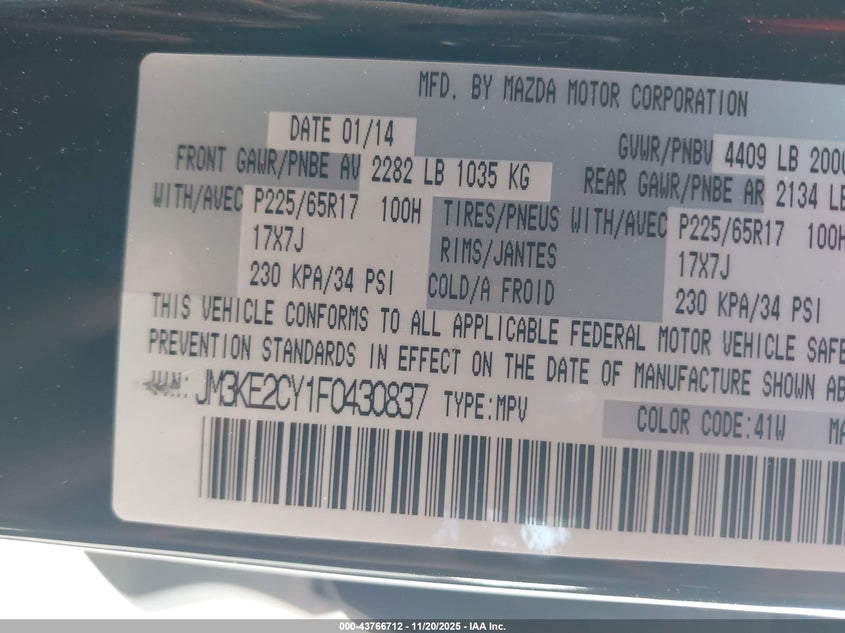 MFD. BY MAZDA MOTOR CORPORATION
DATE 01/14 GVWR/PNBV 4409 LB 2000
FRONT GAWR/PNBE AV 2282 LB 1035 KG REAR GAWR/PNBE AR 2134 LB
WITH/AVEC P225/65R17 100H TIRES/PNEUS WITH/AVEC P225/65R17 100H
17X7J RIMS/JANTES 17X7J
230 KPA/34 PSI COLD/A FROID 230 KPA/34 PSI
THIS VEHICLE CONFORMS TO ALL APPLICABLE FEDERAL MOTOR VEHICLE SAFE
PREVENTION STANDARDS IN EFFECT ON THE DATE OF MANUFACTURE SHOWN AB
V.I.N.: JM3KE2CY1F0430837 TYPE:MPV COLOR CODE:41W MA
000-43766712 - 11/20/2025 - IAA Inc.